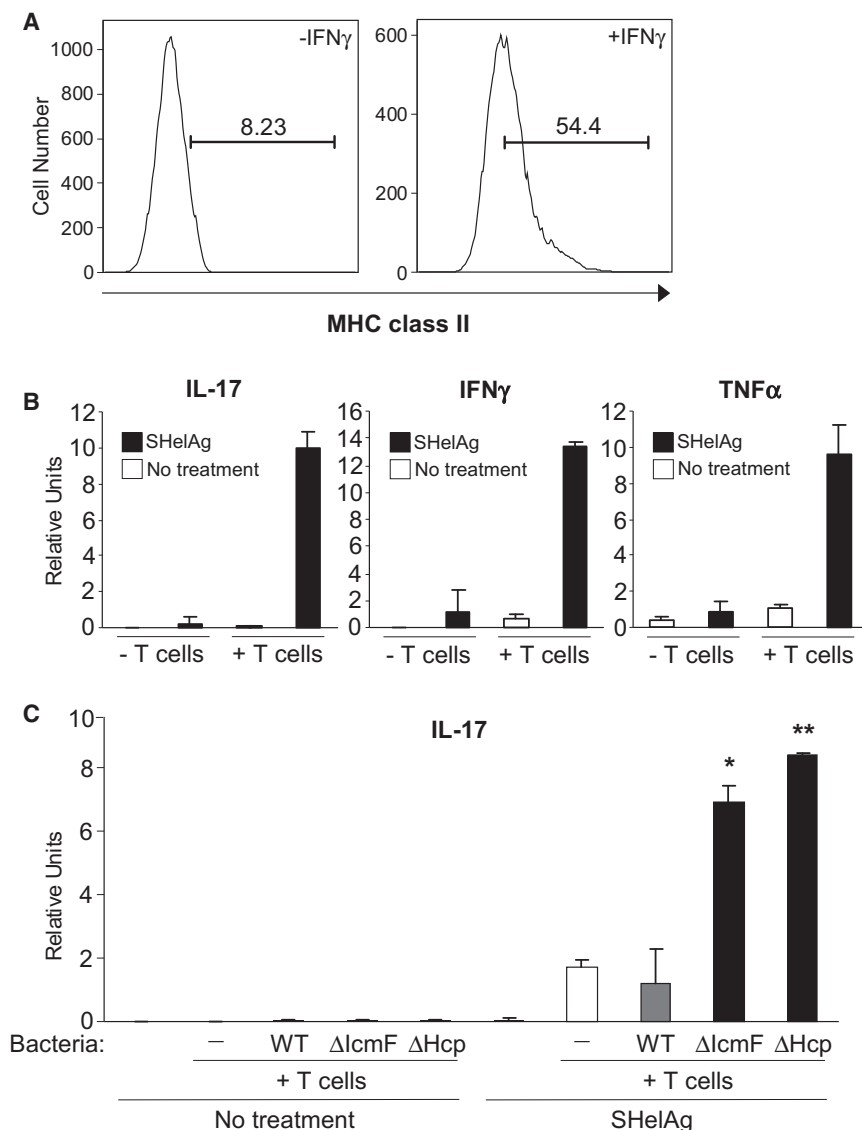 A
-IFNγ
+IFNγ
1000
800
600
400
200
0
8.23
600
400
200
0
54.4
Cell Number
MHC class II
B
IL-17
IFNγ
TNFα
12
10
8
6
4
2
0
SHelAg
No treatment
16
14
12
10
8
6
4
2
0
SHelAg
No treatment
12
10
8
6
4
2
0
SHelAg
No treatment
Relative Units
- T cells + T cells
- T cells + T cells
- T cells + T cells
C
IL-17
10
8
6
4
2
0
* **
Relative Units
Bacteria: – WT ΔIcmF ΔHcp – WT ΔIcmF ΔHcp
+ T cells + T cells
No treatment SHelAg